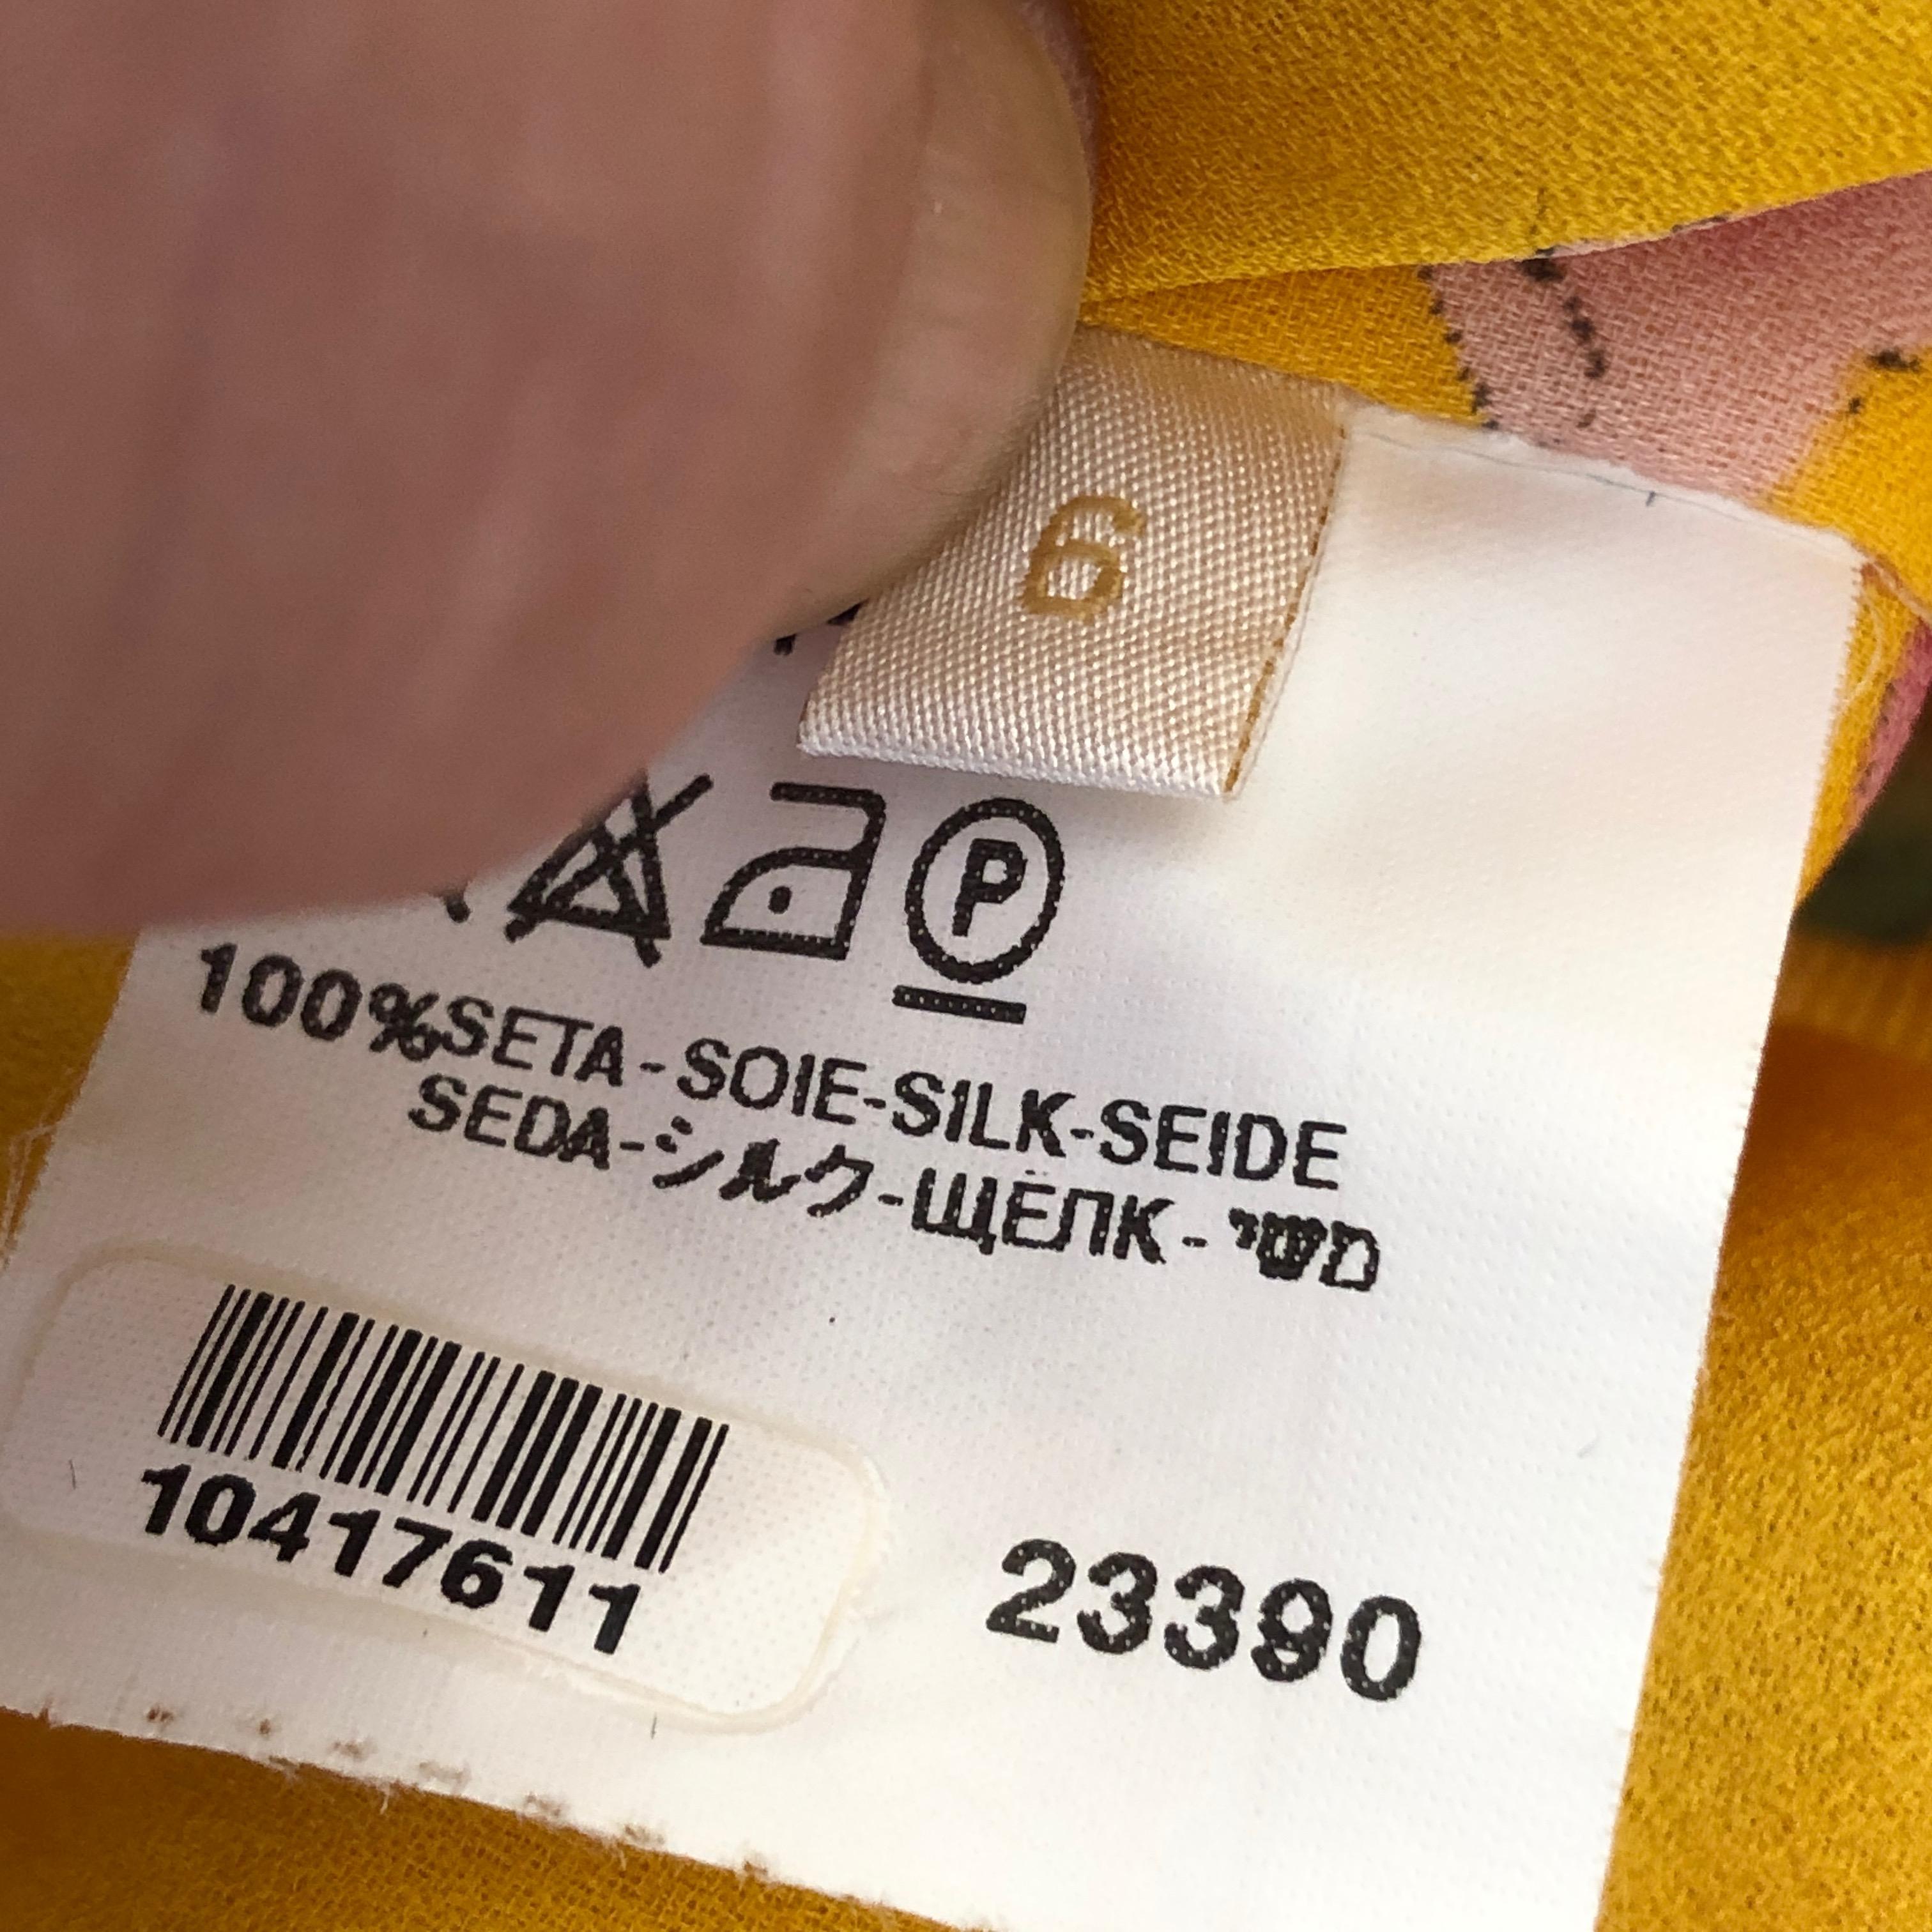 6
P
100%SETA-SOIE-SILK-SEIDE
SEDA-シルク-ЩЁЛК-משי
10417611
23390